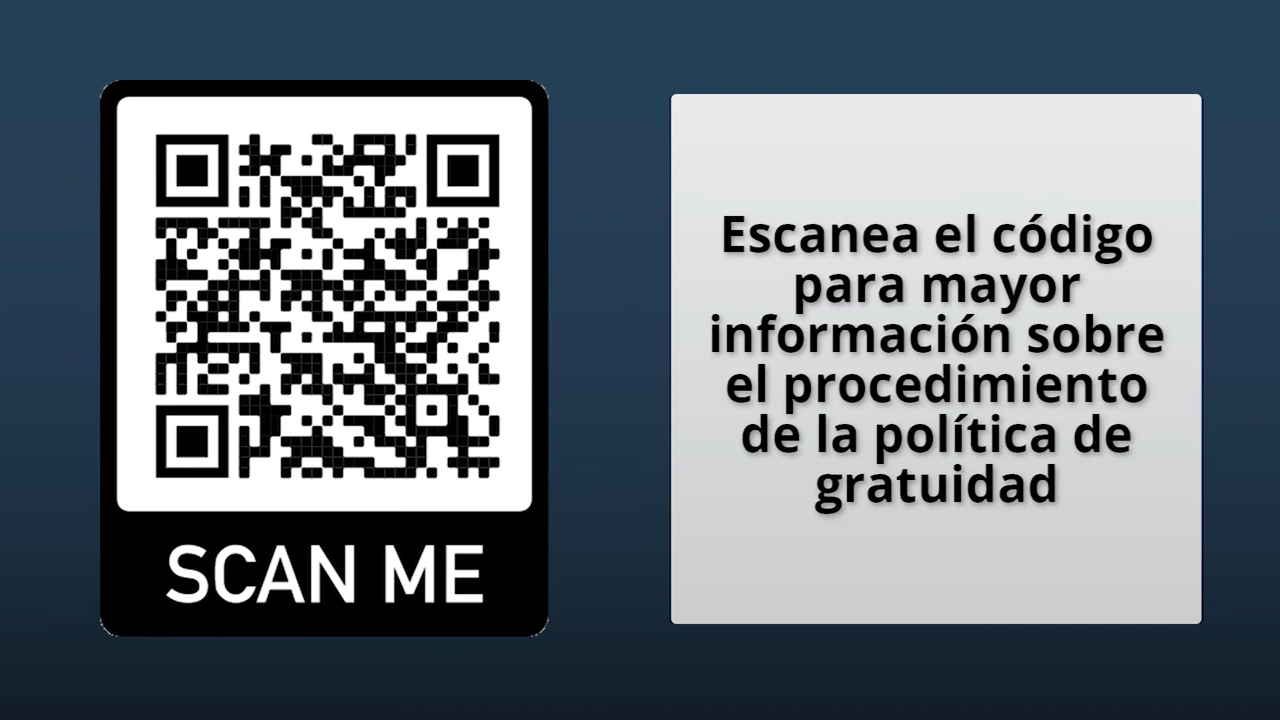 SCAN ME
Escanea el código
para mayor
información sobre
el procedimiento
de la política de
gratuidad